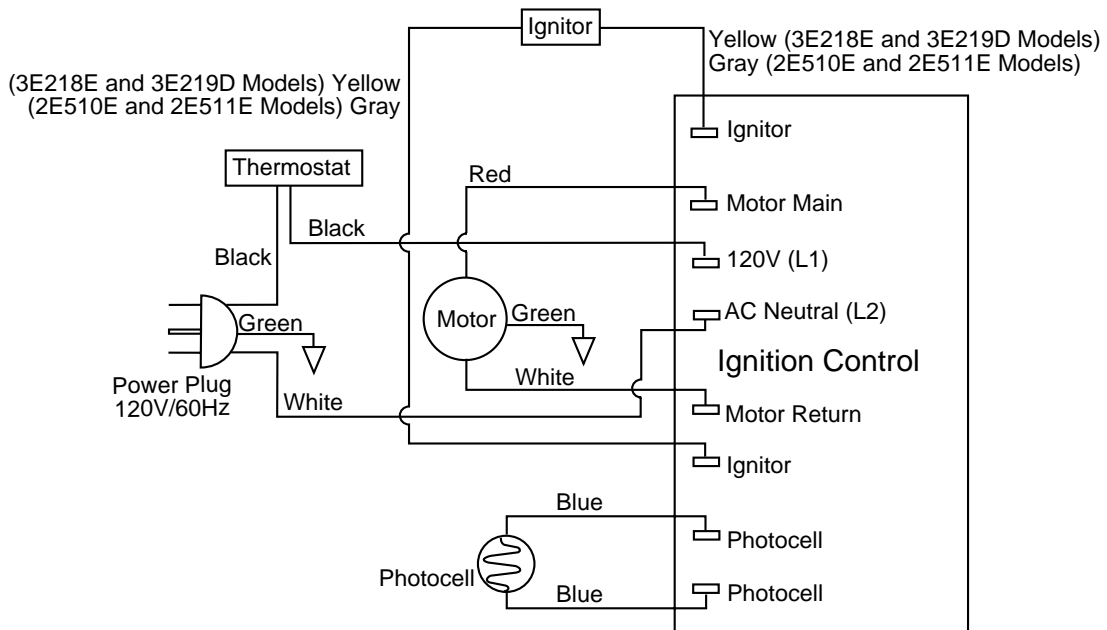 Ignitor
Yellow (3E218E and 3E219D Models)
Gray (2E510E and 2E511E Models)
(3E218E and 3E219D Models) Yellow
(2E510E and 2E511E Models) Gray
Ignitor
Thermostat
Red
Motor Main
Black
Black
120V (L1)
Motor
Green
Green
AC Neutral (L2)
Ignition Control
Power Plug
120V/60Hz
White
White
Motor Return
Ignitor
Blue
Photocell
Photocell
Blue
Photocell